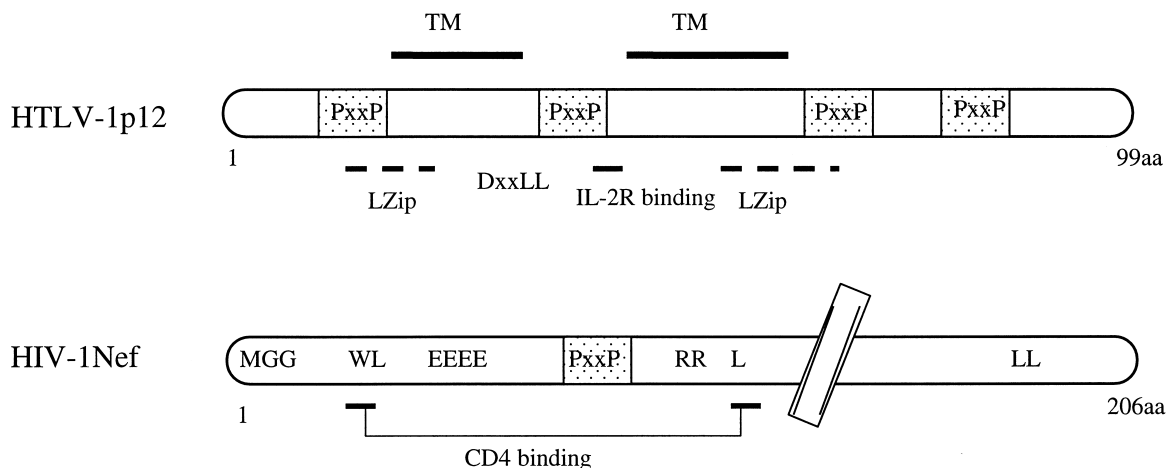 TM TM
HTLV-1p12 PxxP PxxP PxxP PxxP
1 99aa
LZip DxxLL IL-2R binding LZip
HIV-1Nef MGG WL EEEE PxxP RR L LL
1 206aa
CD4 binding